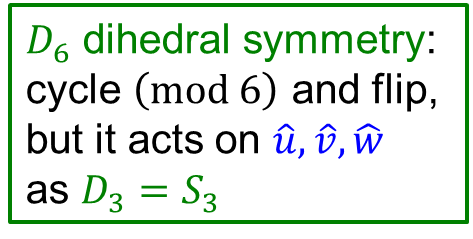 D₆ dihedral symmetry:
cycle (mod 6) and flip,
but it acts on û, v̂, ŵ
as D₃ = S₃